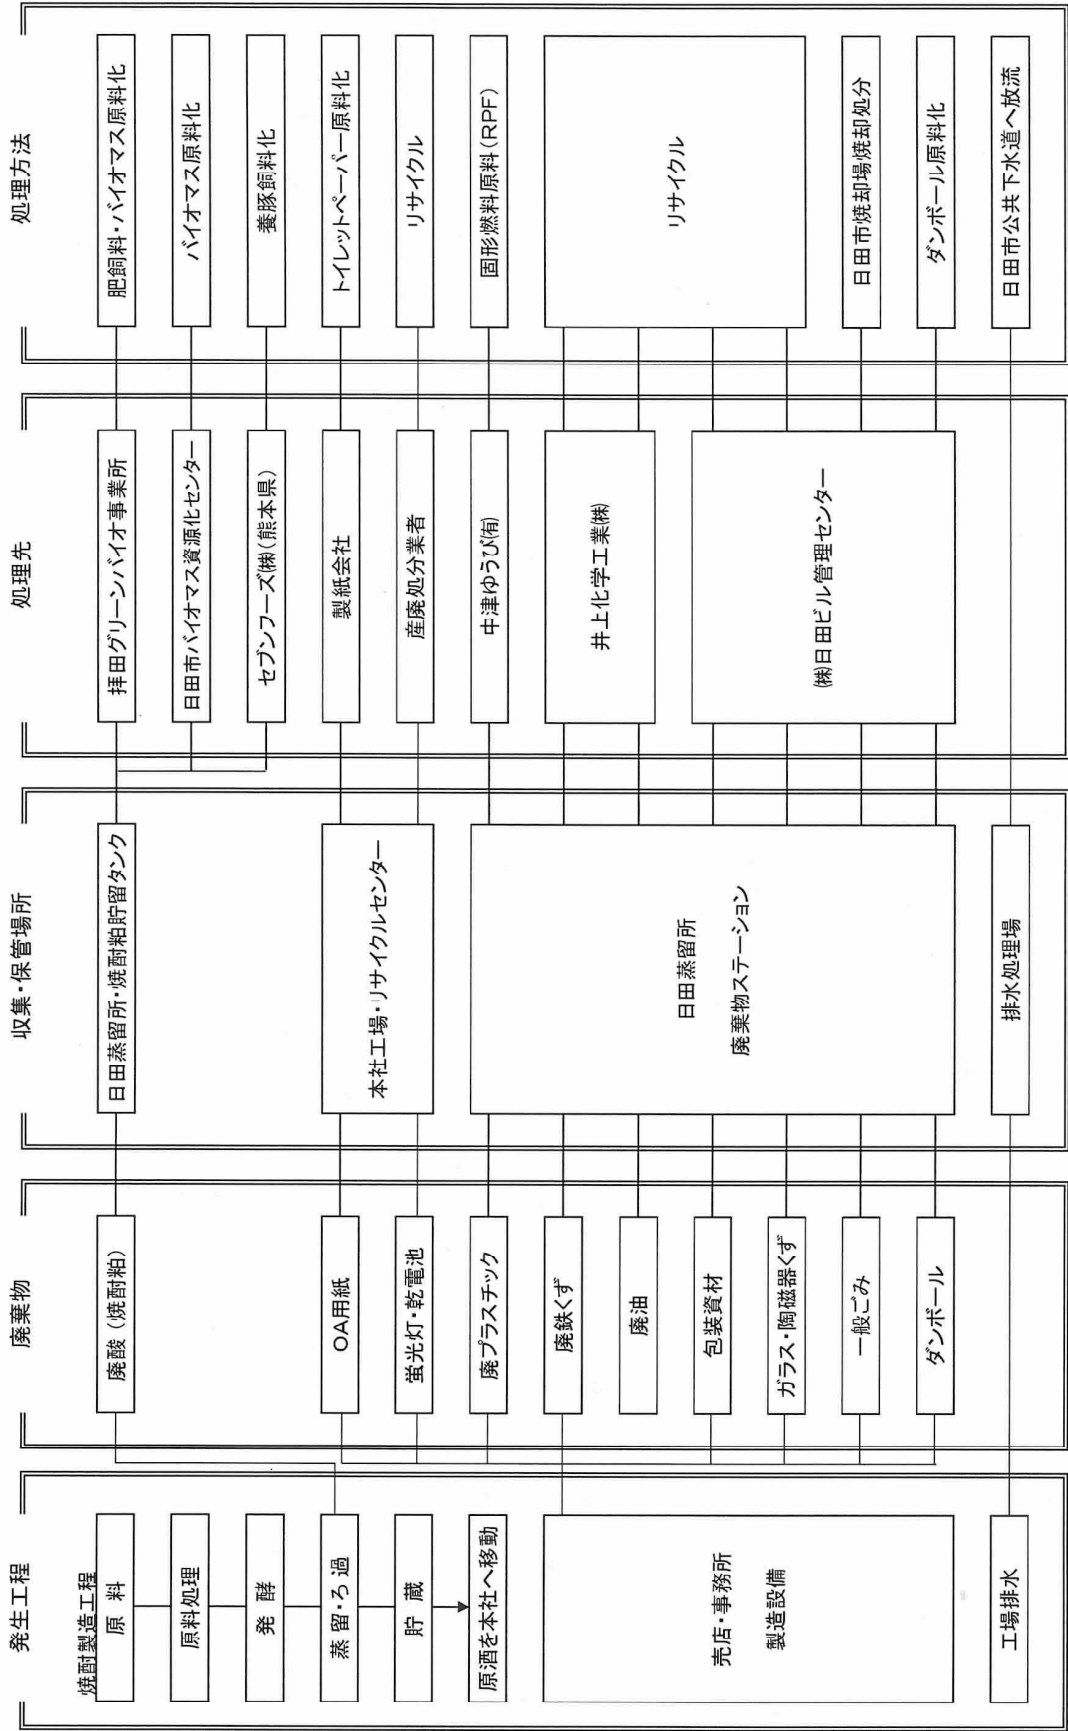 発生工程
焼酎製造工程
原 料
原料処理
発 酵
蒸 留・ろ 過
貯 蔵
原酒を本社へ移動
売店・事務所
製造設備
工場排水
廃棄物
廃酸（焼酎粕）
OA用紙
蛍光灯・乾電池
廃プラスチック
廃鉄くず
廃油
包装資材
ガラス・陶磁器くず
一般ごみ
ダンボール
収集・保管場所
日田蒸留所・焼酎粕貯留タンク
本社工場・リサイクルセンター
日田蒸留所
廃棄物ステーション
排水処理場
処理先
拝田グリーンバイオ事業所
日田市バイオマス資源化センター
セブンフーズ㈱（熊本県）
製紙会社
産廃処分業者
中津ゆうび㈲
井上化学工業㈱
㈱日田ビル管理センター
処理方法
肥飼料・バイオマス原料化
バイオマス原料化
養豚飼料化
トイレットペーパー原料化
リサイクル
固形燃料原料（RPF）
リサイクル
日田市焼却場焼却処分
ダンボール原料化
日田市公共下水道へ放流